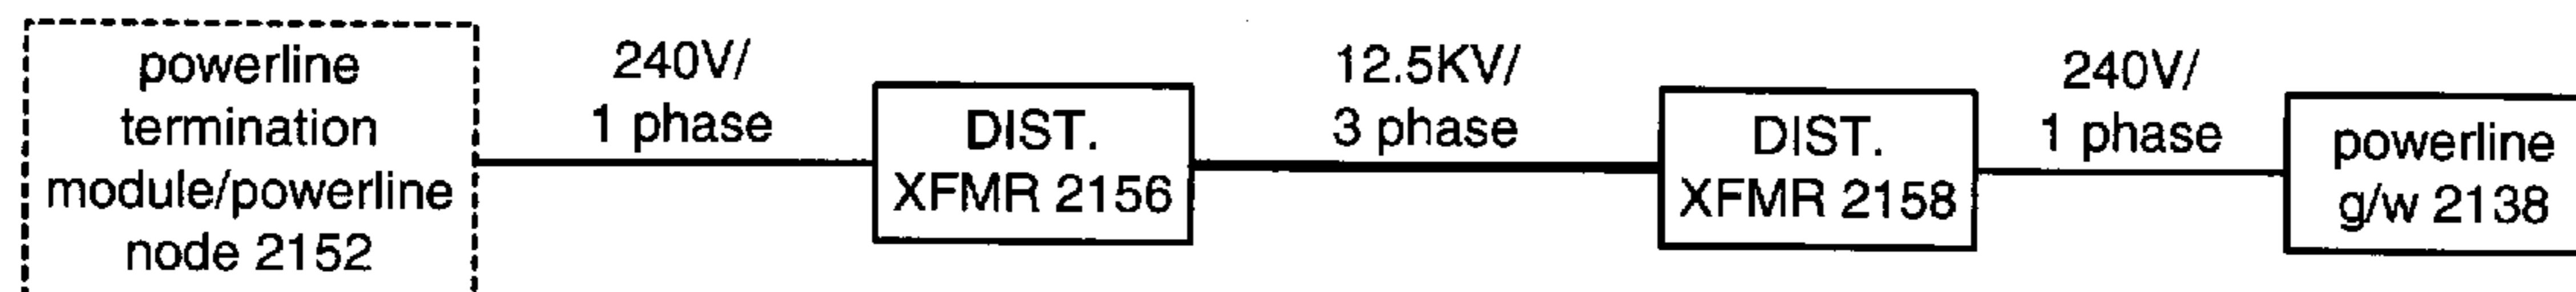 powerline
termination
module/powerline
node 2152
240V/
1 phase
DIST.
XFMR 2156
12.5KV/
3 phase
DIST.
XFMR 2158
240V/
1 phase
powerline
g/w 2138